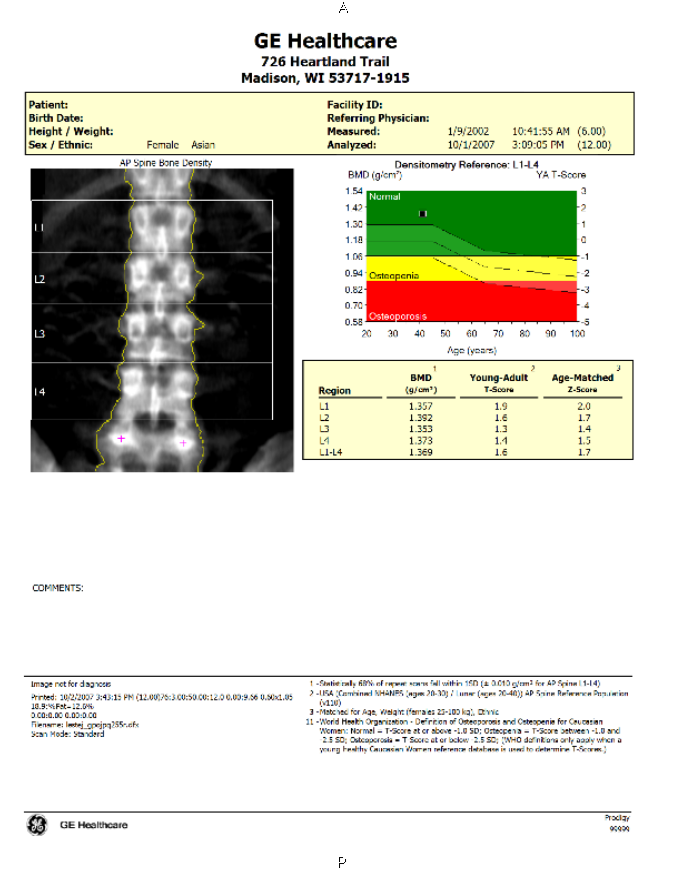 A
GE Healthcare
726 Heartland Trail
Madison, WI 53717-1915
Patient:
Birth Date:
Height / Weight:
Sex / Ethnic: Female Asian
Facility ID:
Referring Physician:
Measured: 1/9/2002 10:41:55 AM (6.00)
Analyzed: 10/1/2007 3:09:05 PM (12.00)
AP Spine Bone Density
L1
L2
L3
L4
Densitometry Reference: L1-L4
BMD (g/cm²) YA T-Score
1.54 3
1.42 2
1.30 1
1.18 0
1.06 -1
0.94 -2
0.82 -3
0.70 -4
0.58 -5
Normal
Osteopenia
Osteoporosis
20 30 40 50 60 70 80 90 100
Age (years)
1 2 3
BMD Young-Adult Age-Matched
Region (g/cm²) T-Score Z-Score
L1 1.357 1.9 2.0
L2 1.392 1.6 1.7
L3 1.353 1.3 1.4
L4 1.373 1.4 1.5
L1-L4 1.369 1.6 1.7
COMMENTS:
Image not for diagnosis
Printed: 10/2/2007 3:43:15 PM
Scan Mode: Standard
1 -Statistically 68% of repeat scans fall within 1SD (± 0.010 g/cm² for AP Spine L1-L4)
2 -USA (Combined NHANES (ages 20-30) / Lunar (ages 20-40)) AP Spine Reference Population
(v110)
3 -Matched for Age, Weight (females 25-100 kg), Ethnic
11 -World Health Organization - Definition of Osteoporosis and Osteopenia for Caucasian
Women: Normal = T-Score at or above -1.0 SD; Osteopenia = T-Score between -1.0 and
-2.5 SD; Osteoporosis = T-Score at or below -2.5 SD; (WHO definitions only apply when a
young healthy Caucasian Women reference database is used to determine T-Scores.)
GE Healthcare
Prodigy
99999
P